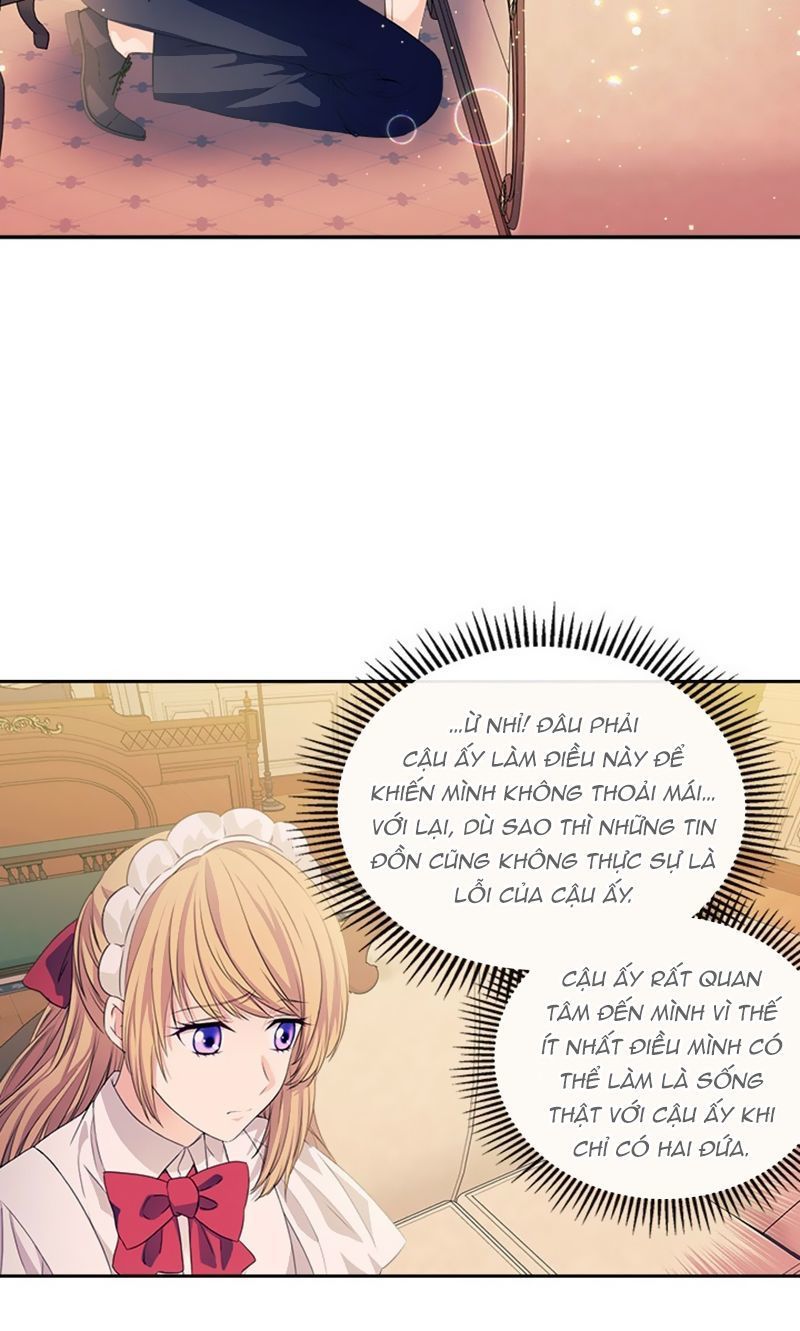 ...Ừ NHỈ! ĐÂU PHẢI
CẬU ẤY LÀM ĐIỀU NÀY ĐỂ
KHIẾN MÌNH KHÔNG THOẢI MÁI...
VỚI LẠI, DÙ SAO THÌ NHỮNG TIN
ĐỒN CŨNG KHÔNG THỰC SỰ LÀ
LỖI CỦA CẬU ẤY.
CẬU ẤY RẤT QUAN
TÂM ĐẾN MÌNH VÌ THẾ
ÍT NHẤT ĐIỀU MÌNH CÓ
THỂ LÀM LÀ SỐNG
THẬT VỚI CẬU ẤY KHI
CHỈ CÓ HAI ĐỨA.